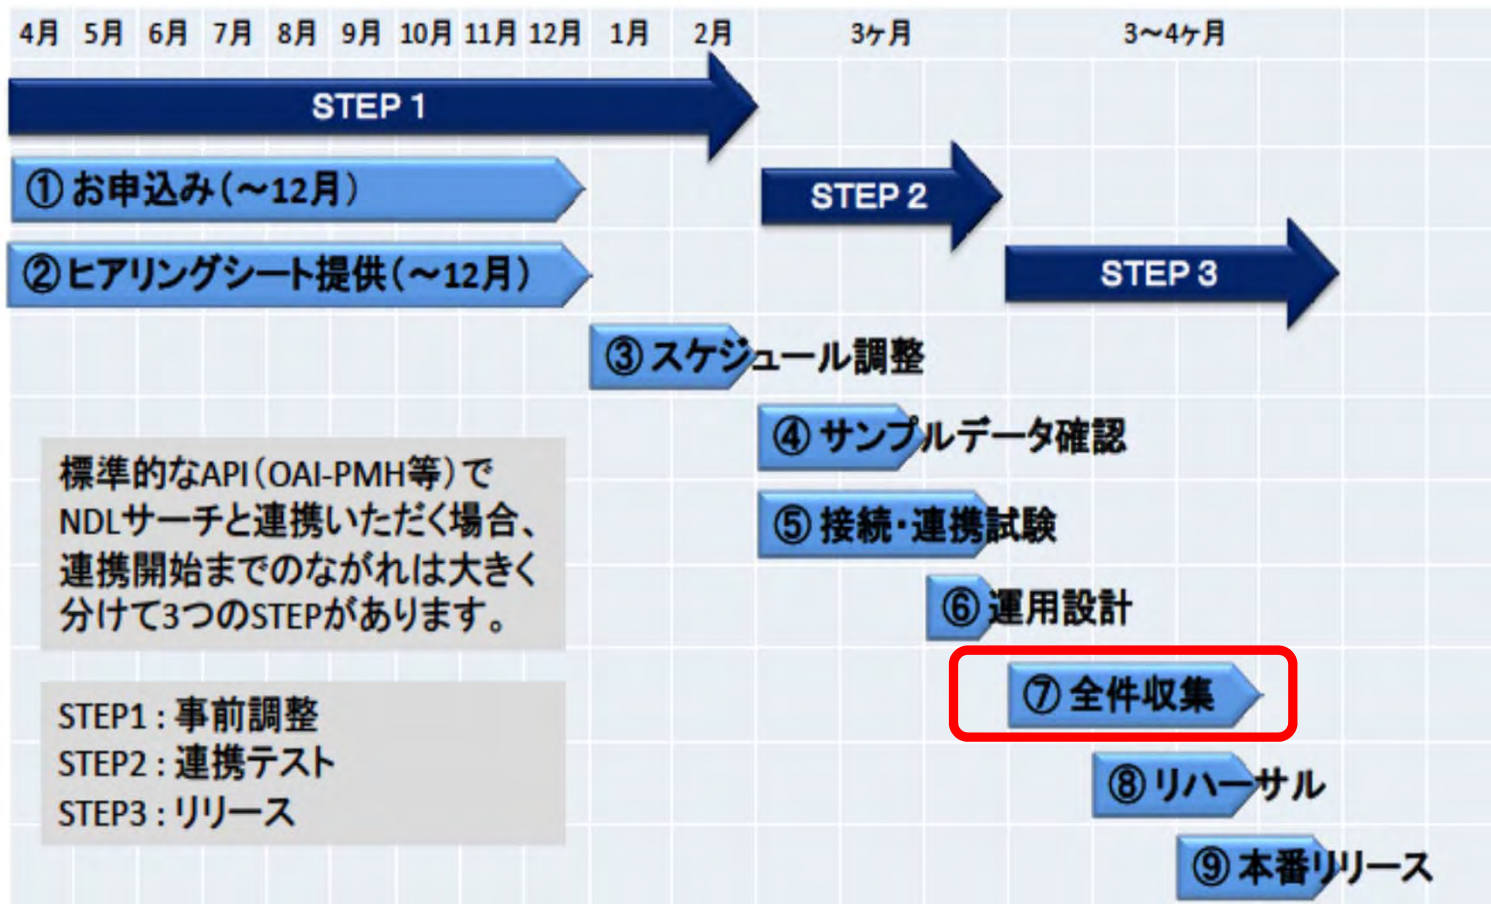 4月 5月 6月 7月 8月 9月 10月 11月 12月 1月 2月 3ケ月 3～4ケ月
STEP 1
①お申込み(～12月)
STEP 2
②ヒアリングシート提供(～12月)
STEP 3
③スケジュール調整
④サンプルデータ確認
標準的なAPI(OAI-PMH等)で
NDLサーチと連携いただく場合、
連携開始までのながれは大きく
分けて3つのSTEPがあります。
⑤接続・連携試験
⑥運用設計
⑦全件収集
STEP1:事前調整
STEP2:連携テスト
STEP3:リリース
⑧リハーサル
⑨本番リリース